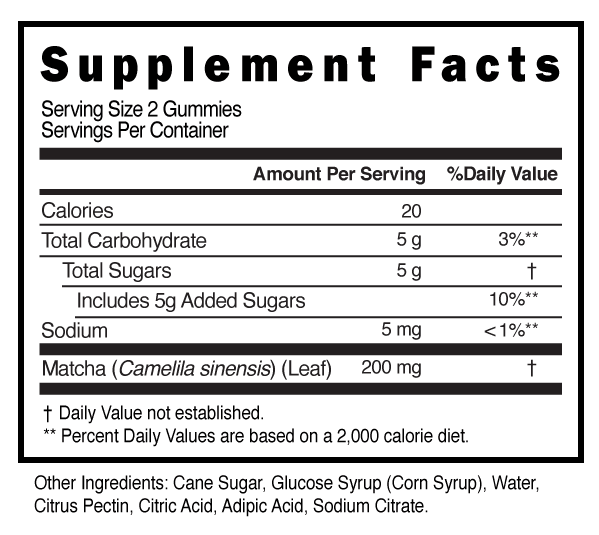 Supplement Facts
Serving Size 2 Gummies
Servings Per Container
Amount Per Serving %Daily Value
Calories 20
Total Carbohydrate 5 g 3%**
Total Sugars 5 g †
Includes 5g Added Sugars 10%**
Sodium 5 mg <1%**
Matcha (Camelila sinensis) (Leaf) 200 mg †
† Daily Value not established.
** Percent Daily Values are based on a 2,000 calorie diet.
Other Ingredients: Cane Sugar, Glucose Syrup (Corn Syrup), Water,
Citrus Pectin, Citric Acid, Adipic Acid, Sodium Citrate.